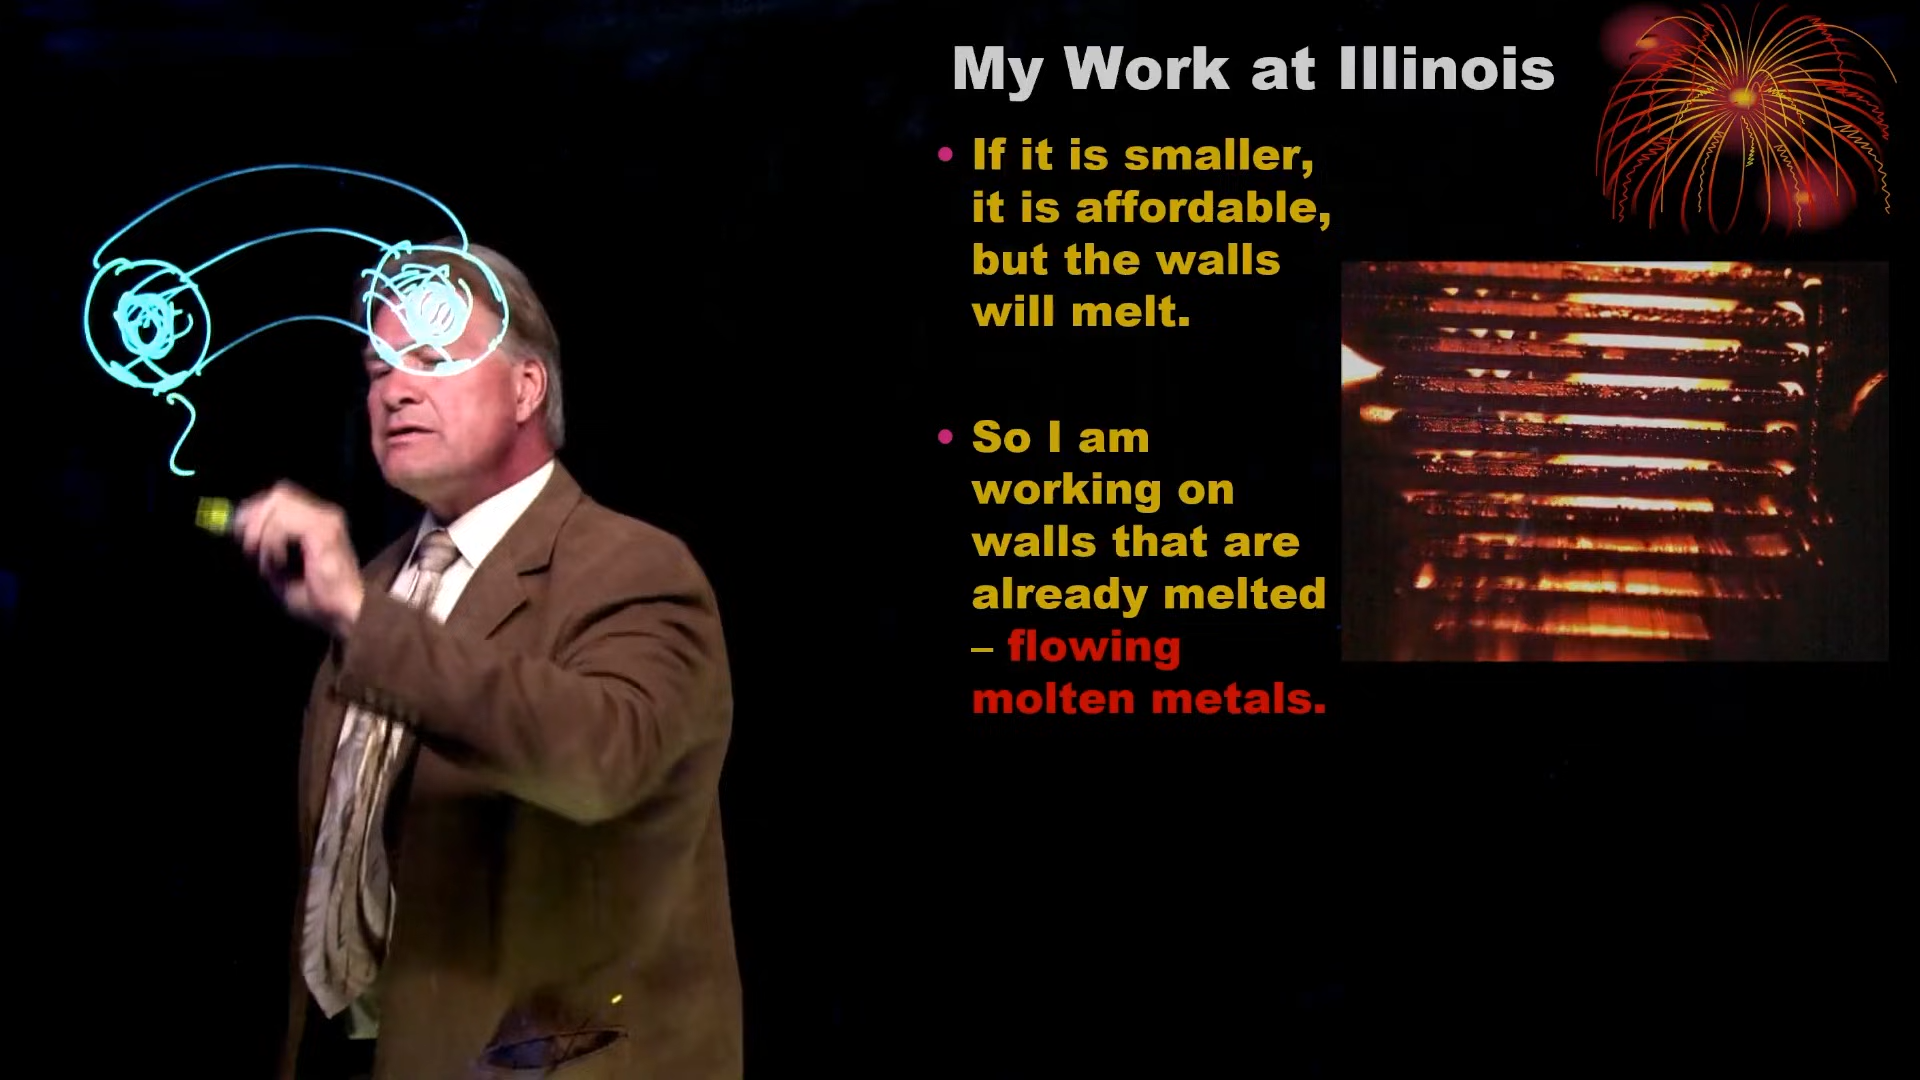 My Work at Illinois
• If it is smaller,
it is affordable,
but the walls
will melt.
• So I am
working on
walls that are
already melted
– flowing
molten metals.